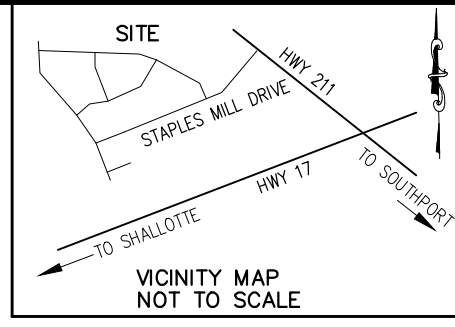 SITE
HWY 211
STAPLES MILL DRIVE
HWY 17
TO SOUTHPORT
TO SHALLOTTE
VICINITY MAP
NOT TO SCALE